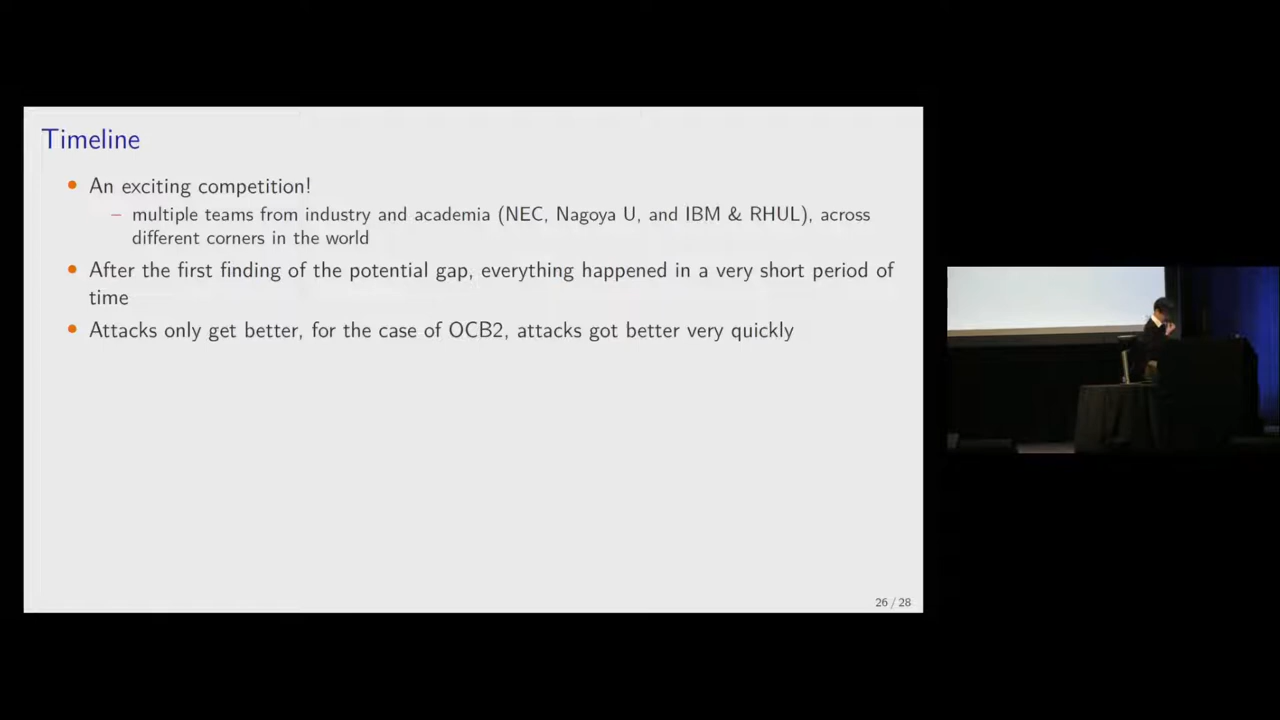 Timeline
• An exciting competition!
– multiple teams from industry and academia (NEC, Nagoya U, and IBM & RHUL), across
different corners in the world
• After the first finding of the potential gap, everything happened in a very short period of
time
• Attacks only get better, for the case of OCB2, attacks got better very quickly
26 / 28